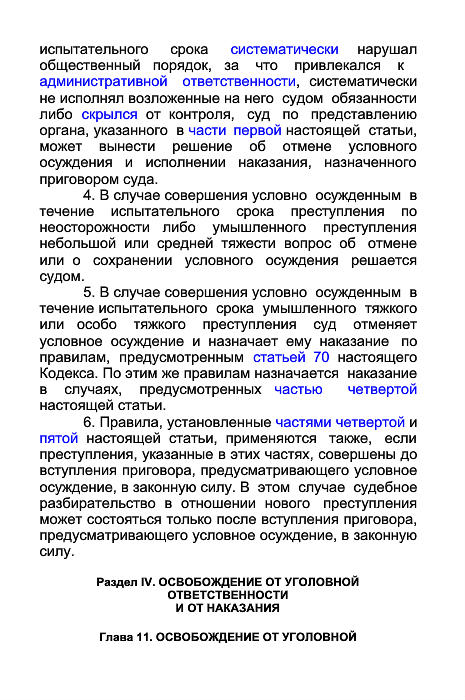 испытательного срока систематически нарушал
общественный порядок, за что привлекался к
административной ответственности, систематически
не исполнял возложенные на него судом обязанности
либо скрылся от контроля, суд по представлению
органа, указанного в части первой настоящей статьи,
может вынести решение об отмене условного
осуждения и исполнении наказания, назначенного
приговором суда.
4. В случае совершения условно осужденным в
течение испытательного срока преступления по
неосторожности либо умышленного преступления
небольшой или средней тяжести вопрос об отмене
или о сохранении условного осуждения решается
судом.
5. В случае совершения условно осужденным в
течение испытательного срока умышленного тяжкого
или особо тяжкого преступления суд отменяет
условное осуждение и назначает ему наказание по
правилам, предусмотренным статьей 70 настоящего
Кодекса. По этим же правилам назначается наказание
в случаях, предусмотренных частью четвертой
настоящей статьи.
6. Правила, установленные частями четвертой и
пятой настоящей статьи, применяются также, если
преступления, указанные в этих частях, совершены до
вступления приговора, предусматривающего условное
осуждение, в законную силу. В этом случае судебное
разбирательство в отношении нового преступления
может состояться только после вступления приговора,
предусматривающего условное осуждение, в законную
силу.
Раздел IV. ОСВОБОЖДЕНИЕ ОТ УГОЛОВНОЙ
ОТВЕТСТВЕННОСТИ
И ОТ НАКАЗАНИЯ
Глава 11. ОСВОБОЖДЕНИЕ ОТ УГОЛОВНОЙ